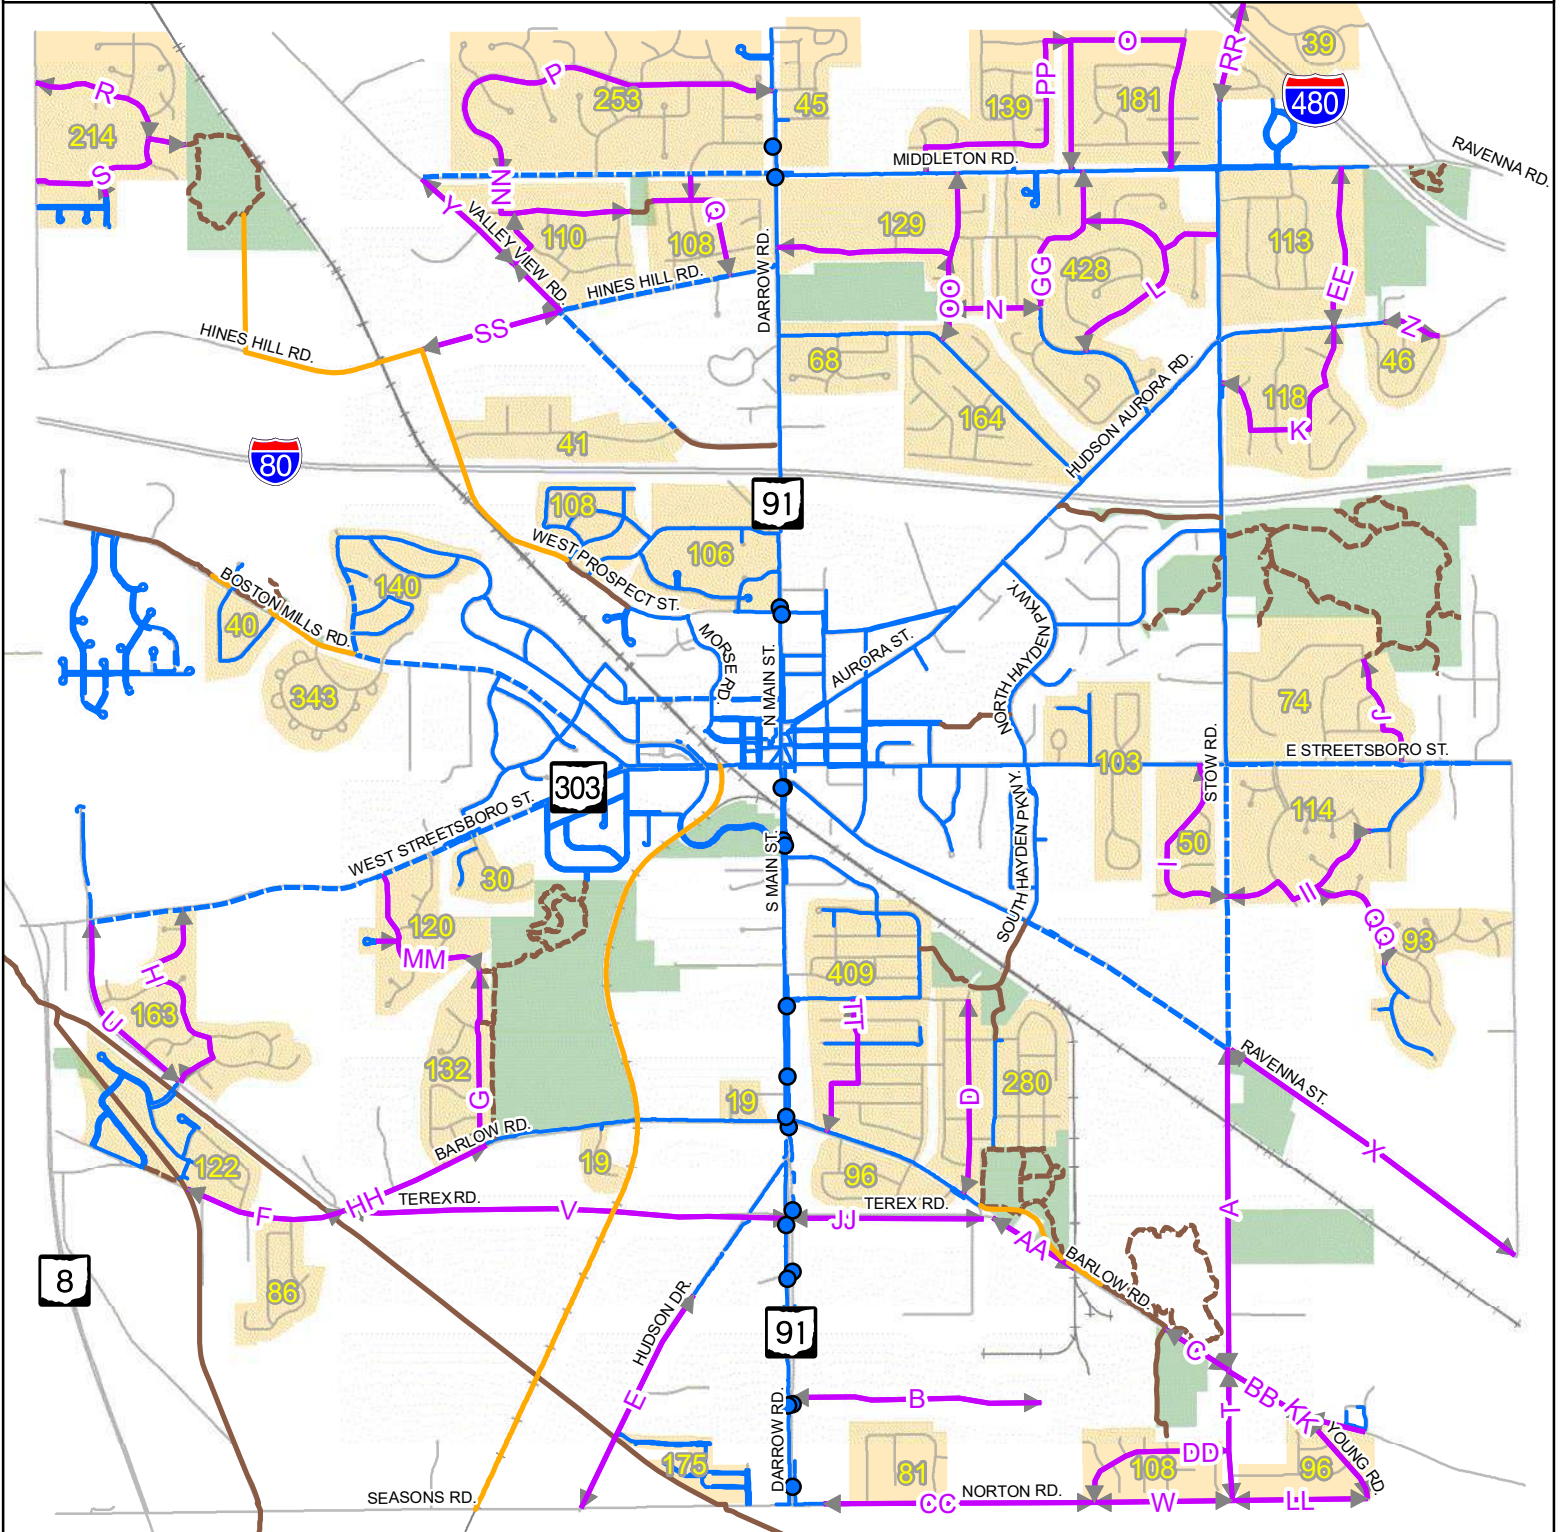 39
RR
O
PP
480
P
253
45
139
181
R
214
MIDDLETON RD.
RAVENNA RD.
S
NN
Y
VALLEY VIEW RD.
Q
110
108
129
DARROW RD.
428
113
GG
EE
L
HINES HILL RD.
OO
N
Z
SS
HINES HILL RD.
68
46
118
K
HUDSON AURORA RD.
164
41
80
91
108
106
WEST PROSPECT ST.
140
BOSTON MILLS RD.
40
343
MORSE RD.
N MAIN ST.
AURORA ST.
NORTH HAYDEN PKWY.
74
J
STOW RD.
E STREETSBORO ST.
103
303
WEST STREETSBORO ST.
SOUTH HAYDEN PKWY.
114
50
I
II
QQ
93
S MAIN ST.
30
120
MM
409
TT
H
163
U
132
G
19
D
280
RAVENNA ST.
X
BARLOW RD.
122
19
96
TEREX RD.
HH
F
V
JJ
TEREX RD.
A
AA
BARLOW RD.
8
86
HUDSON DR.
91
C
BB
KK
YOUNG RD.
E
B
T
DARROW RD.
175
81
108
DD
96
SEASONS RD.
CC
NORTON RD.
W
LL